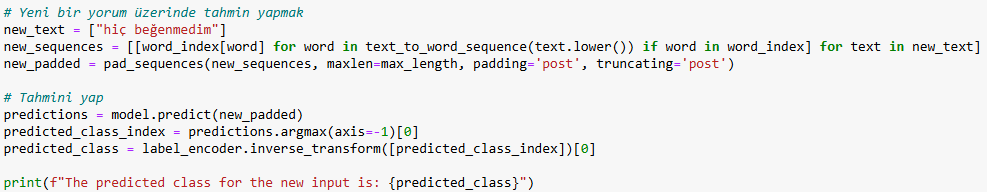 # Yeni bir yorum üzerinde tahmin yapmak
new_text = ["hiç beğenmedim"]
new_sequences = [[word_index[word] for word in text_to_word_sequence(text.lower()) if word in word_index] for text in new_text]
new_padded = pad_sequences(new_sequences, maxlen=max_length, padding='post', truncating='post')

# Tahmini yap
predictions = model.predict(new_padded)
predicted_class_index = predictions.argmax(axis=-1)[0]
predicted_class = label_encoder.inverse_transform([predicted_class_index])[0]

print(f"The predicted class for the new input is: {predicted_class}")